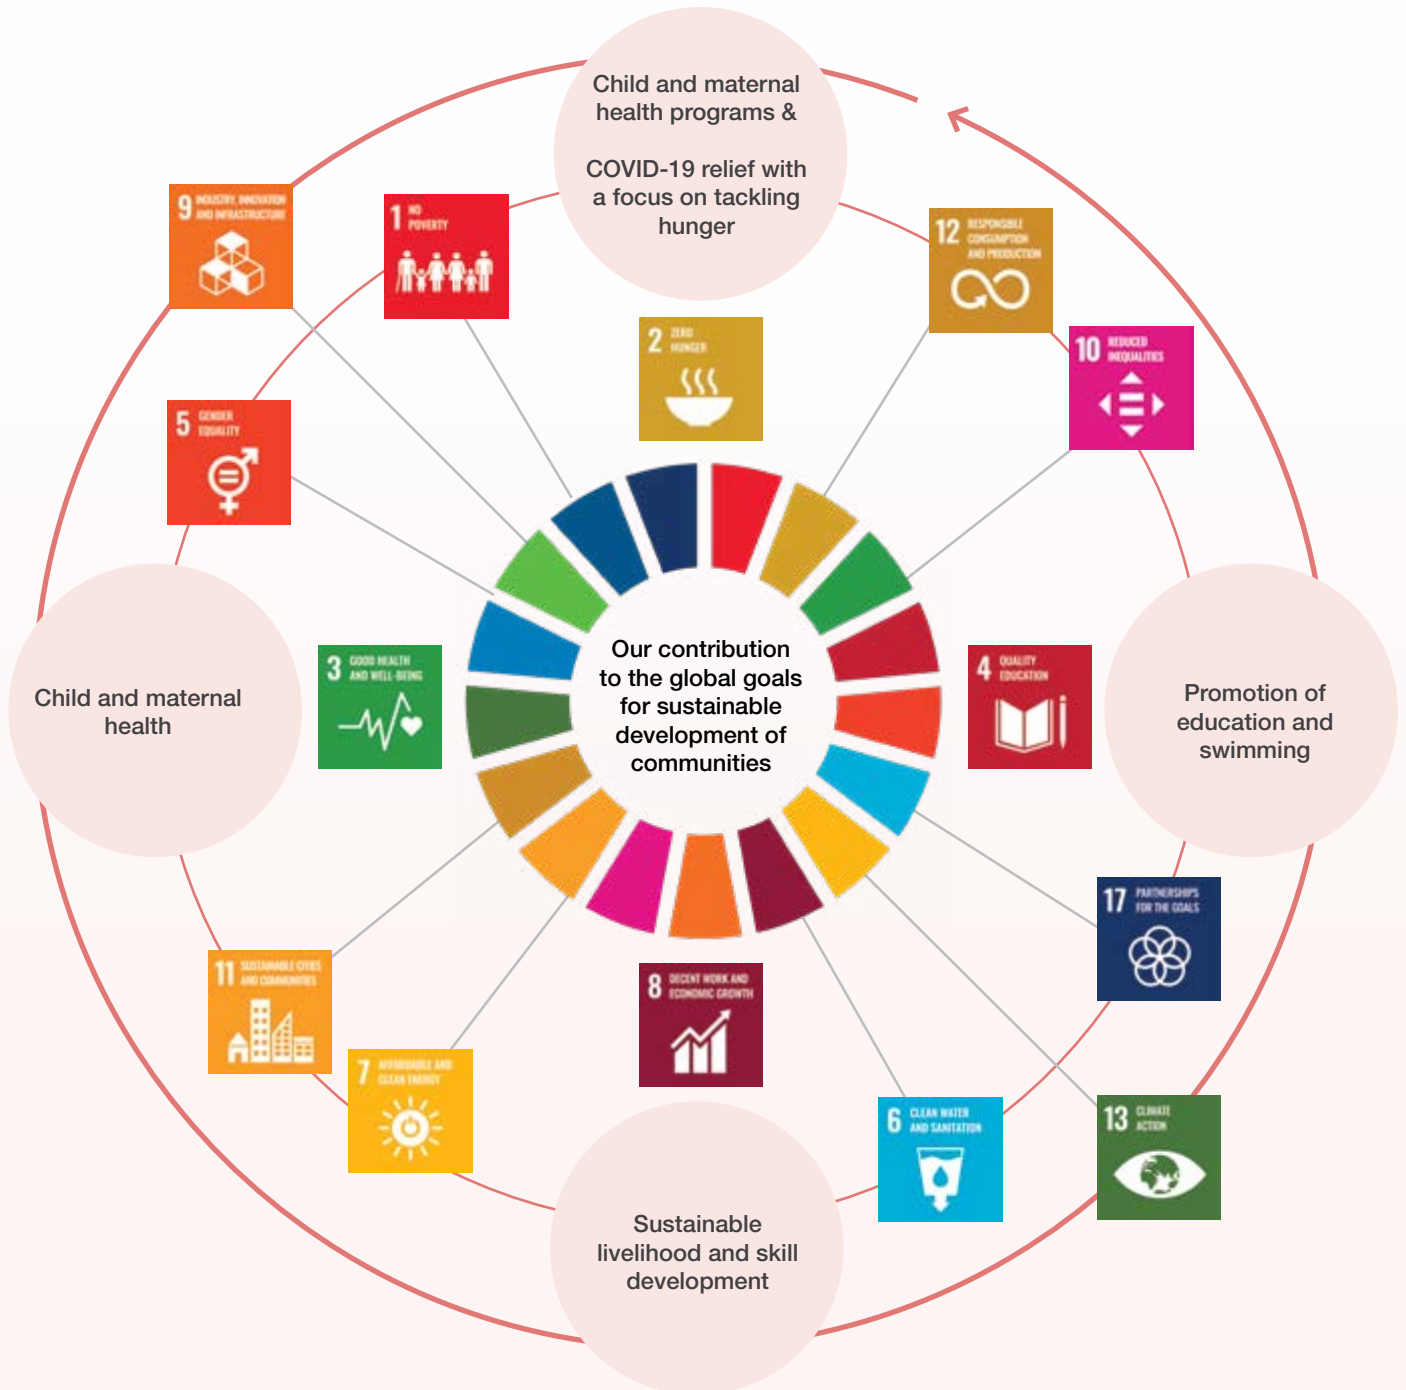 Child and maternal
health programs &
COVID-19 relief with
a focus on tackling
hunger
9 INDUSTRY, INNOVATION
AND INFRASTRUCTURE
1 NO
POVERTY
12 RESPONSIBLE
CONSUMPTION
AND PRODUCTION
2 ZERO
HUNGER
10 REDUCED
INEQUALITIES
5 GENDER
EQUALITY
Our contribution
to the global goals
for sustainable
development of
communities
3 GOOD HEALTH
AND WELL-BEING
4 QUALITY
EDUCATION
Child and maternal
health
Promotion of
education and
swimming
17 PARTNERSHIPS
FOR THE GOALS
11 SUSTAINABLE CITIES
AND COMMUNITIES
8 DECENT WORK AND
ECONOMIC GROWTH
7 AFFORDABLE AND
CLEAN ENERGY
6 CLEAN WATER
AND SANITATION
13 CLIMATE
ACTION
Sustainable
livelihood and skill
development